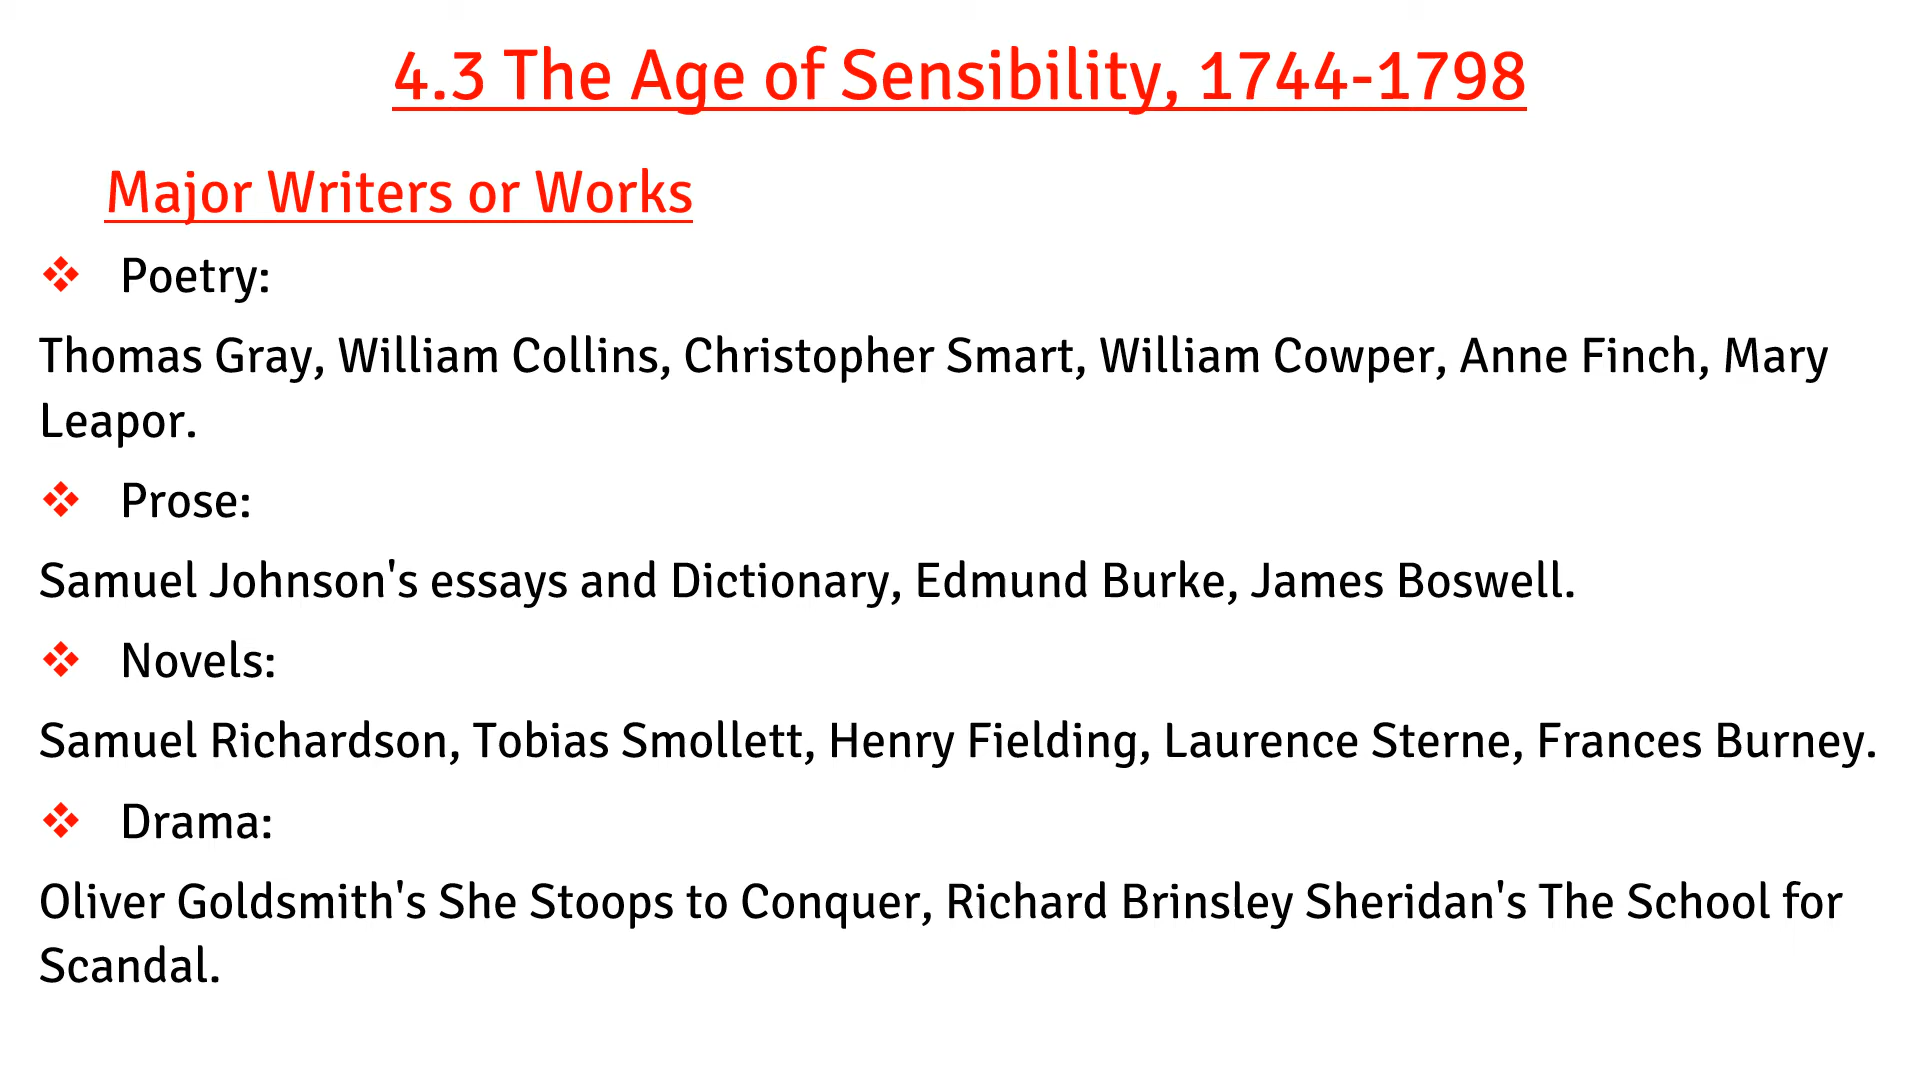 4.3 The Age of Sensibility, 1744-1798
Major Writers or Works
❖ Poetry:
Thomas Gray, William Collins, Christopher Smart, William Cowper, Anne Finch, Mary
Leapor.
❖ Prose:
Samuel Johnson's essays and Dictionary, Edmund Burke, James Boswell.
❖ Novels:
Samuel Richardson, Tobias Smollett, Henry Fielding, Laurence Sterne, Frances Burney.
❖ Drama:
Oliver Goldsmith's She Stoops to Conquer, Richard Brinsley Sheridan's The School for
Scandal.